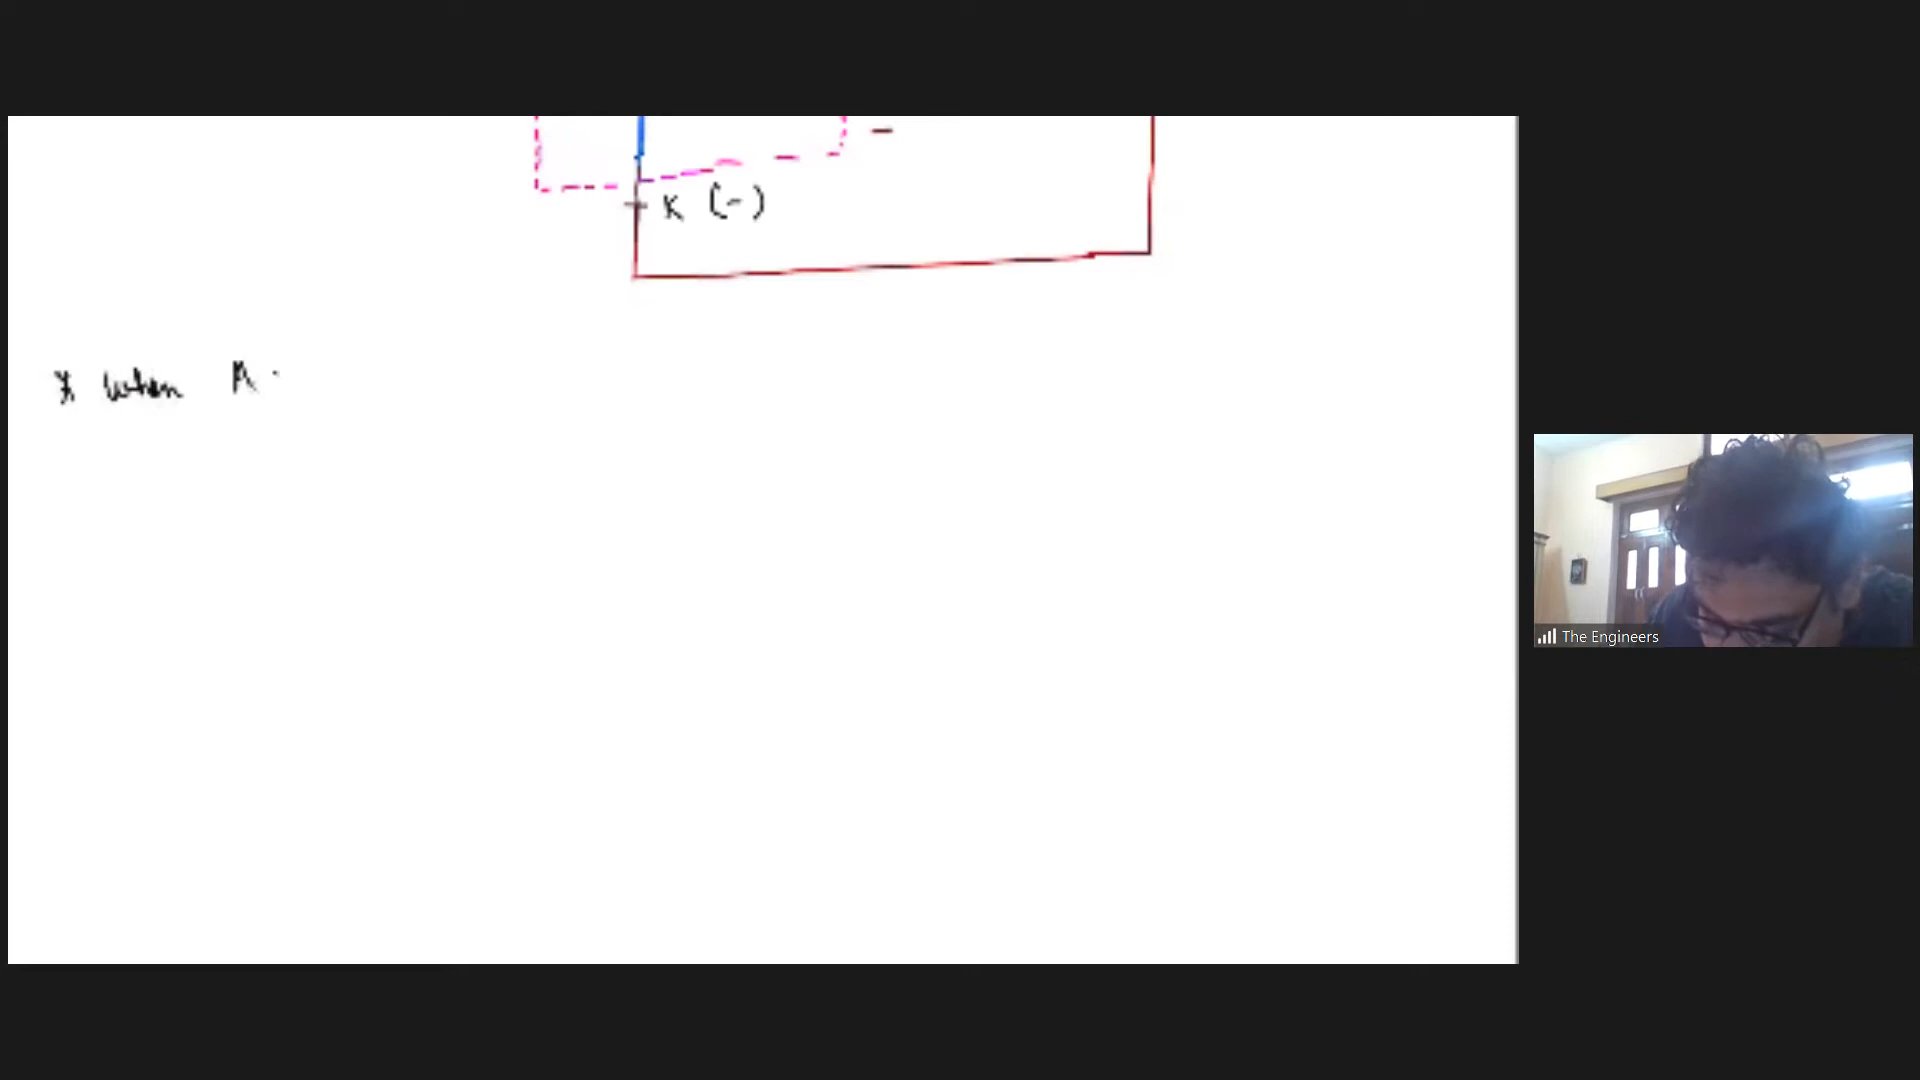 -
K (-)
* when A
The Engineers